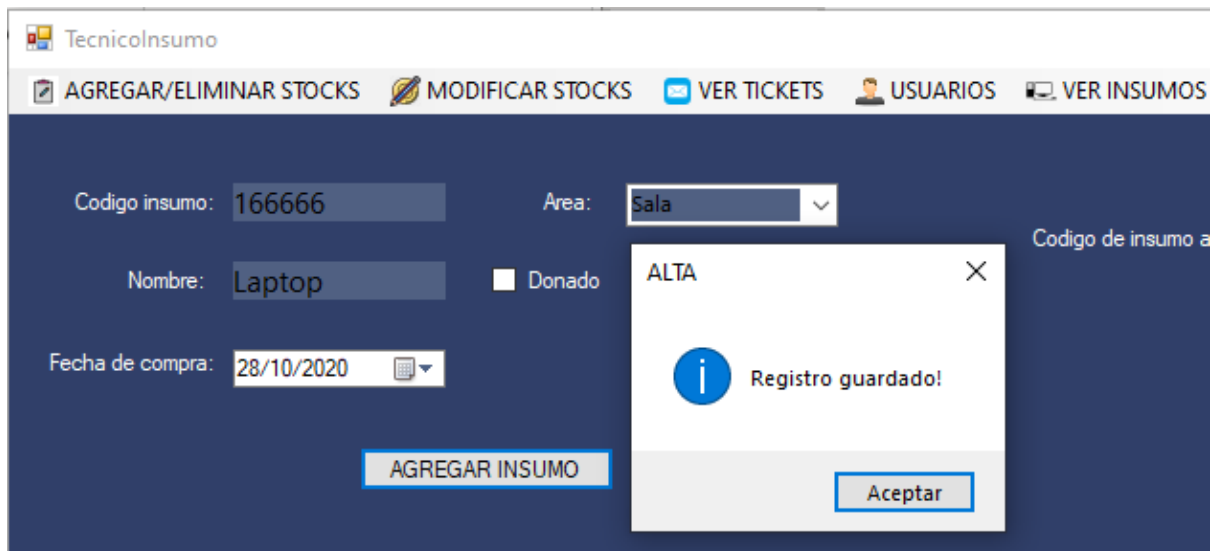 TecnicoInsumo
AGREGAR/ELIMINAR STOCKS MODIFICAR STOCKS VER TICKETS USUARIOS VER INSUMOS
Codigo insumo: 166666 Area: Sala
Codigo de insumo a
Nombre: Laptop Donado
Fecha de compra: 28/10/2020
AGREGAR INSUMO
ALTA
Registro guardado!
Aceptar